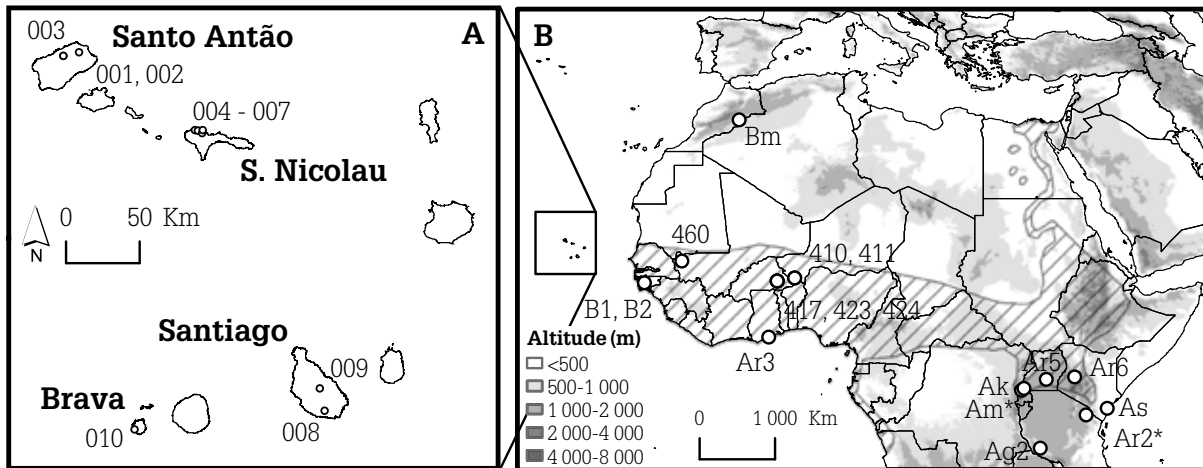 A
003
Santo Antão
001, 002
004 - 007
S. Nicolau
0 50 Km
N
Santiago
009
Brava
010
008
B
Bm
460
410, 411
B1, B2
417, 423, 424
Altitude (m)
<500
500-1 000
1 000-2 000
2 000-4 000
4 000-8 000
Ar3
0 1 000 Km
Ar5
Ar6
Ak
Am*
As
Ar2*
Ag2